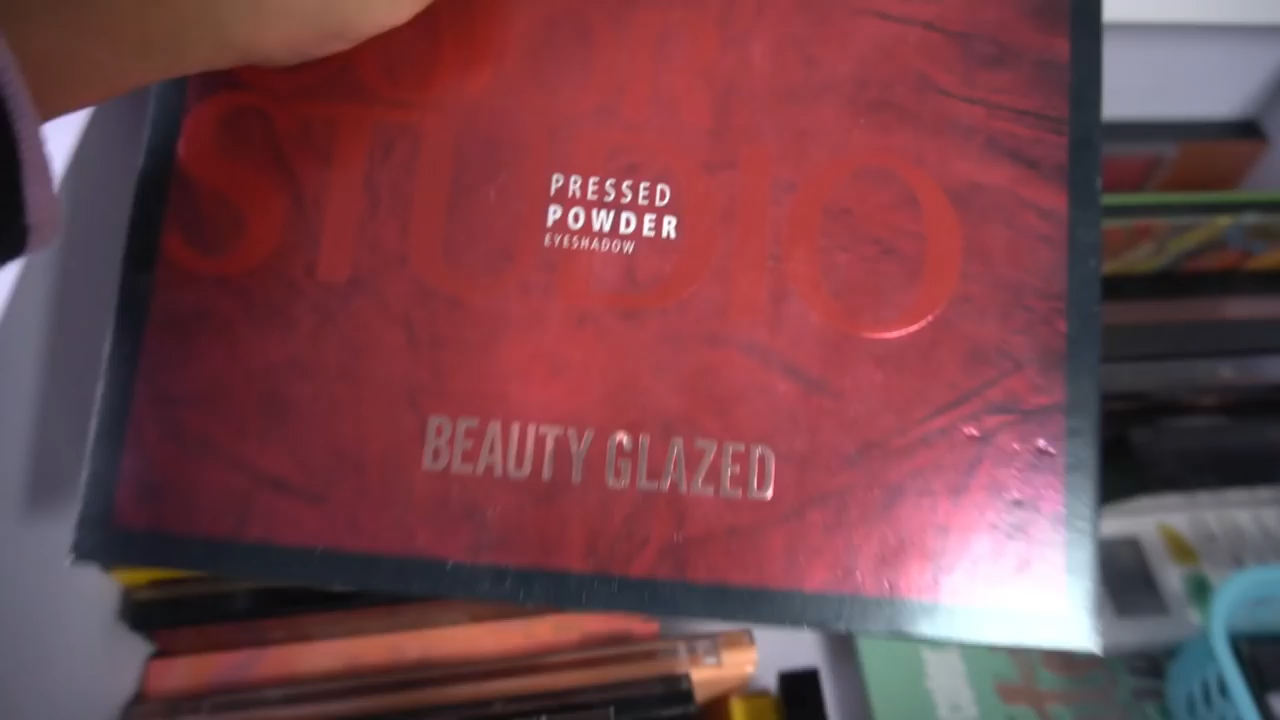 STUDIO
PRESSED
POWDER
EYESHADOW
BEAUTY GLAZED